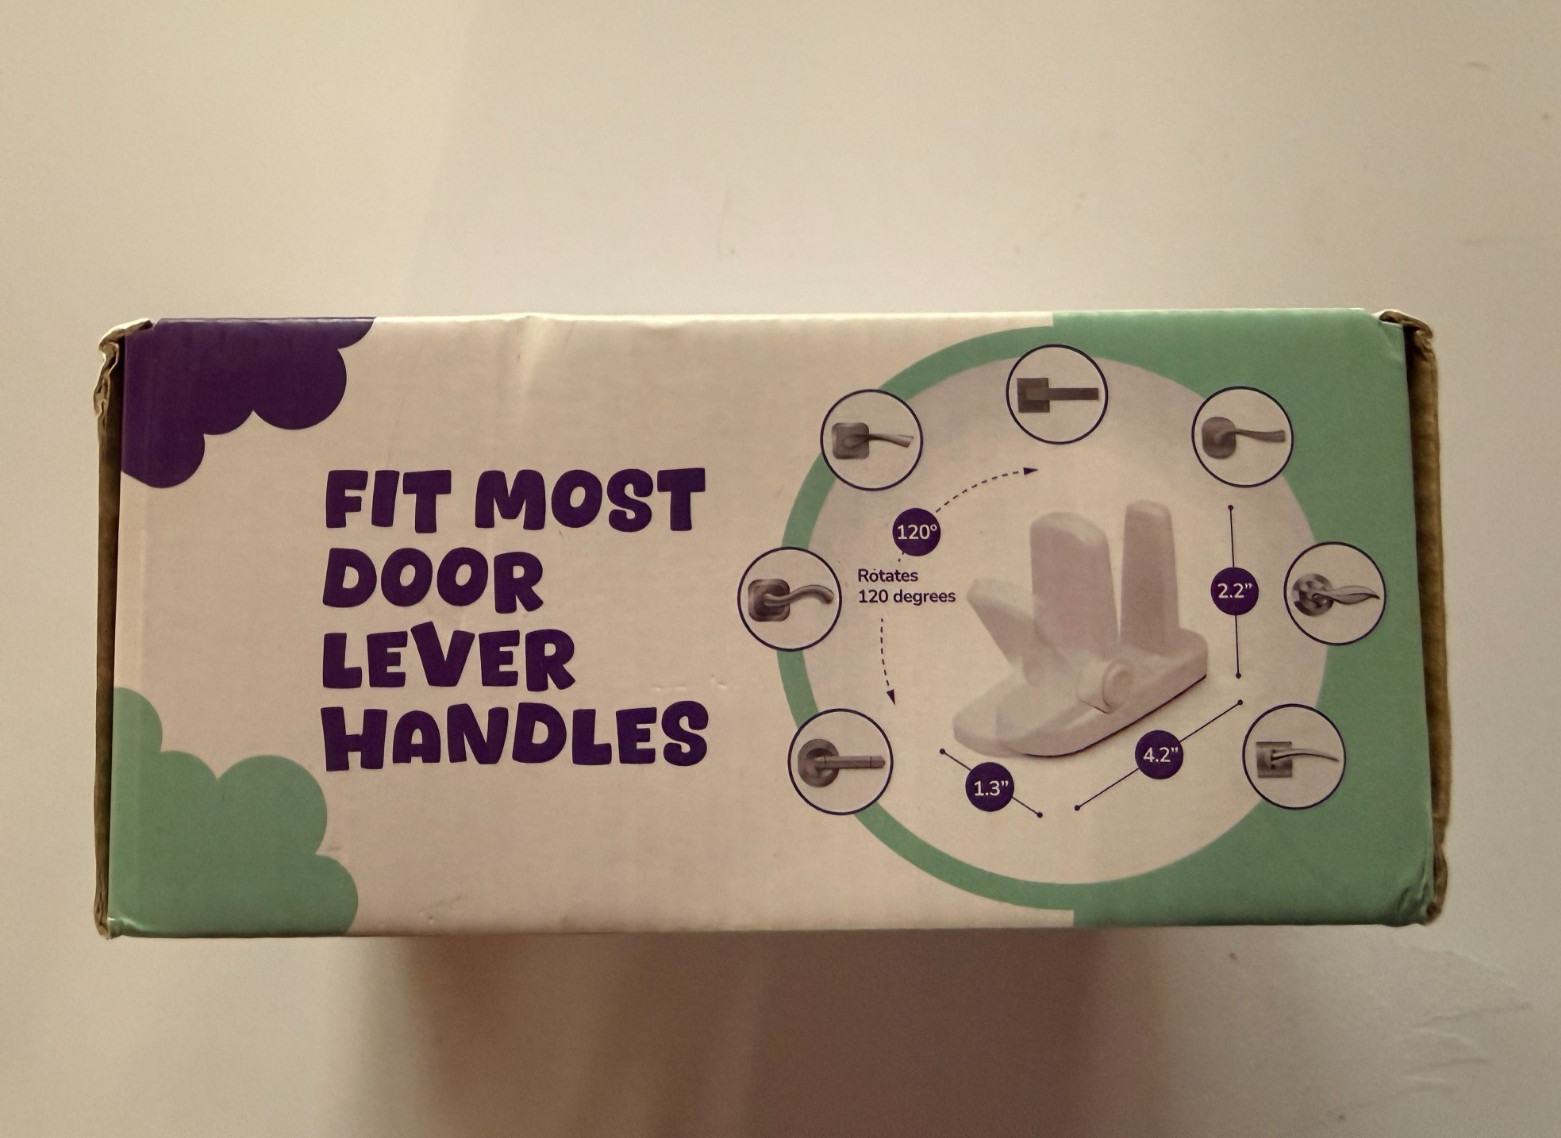 FIT MOST
DOOR
LEVER
HANDLES
120°
Rotates
120 degrees
2.2”
4.2”
1.3”